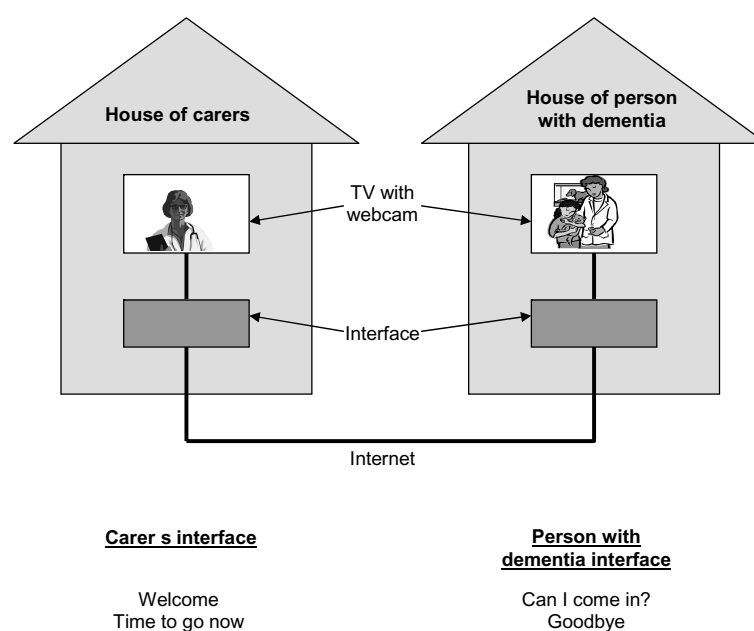 House of carers
House of person
with dementia
TV with
webcam
Interface
Internet
Carer s interface
Person with
dementia interface
Welcome
Time to go now
Can I come in?
Goodbye